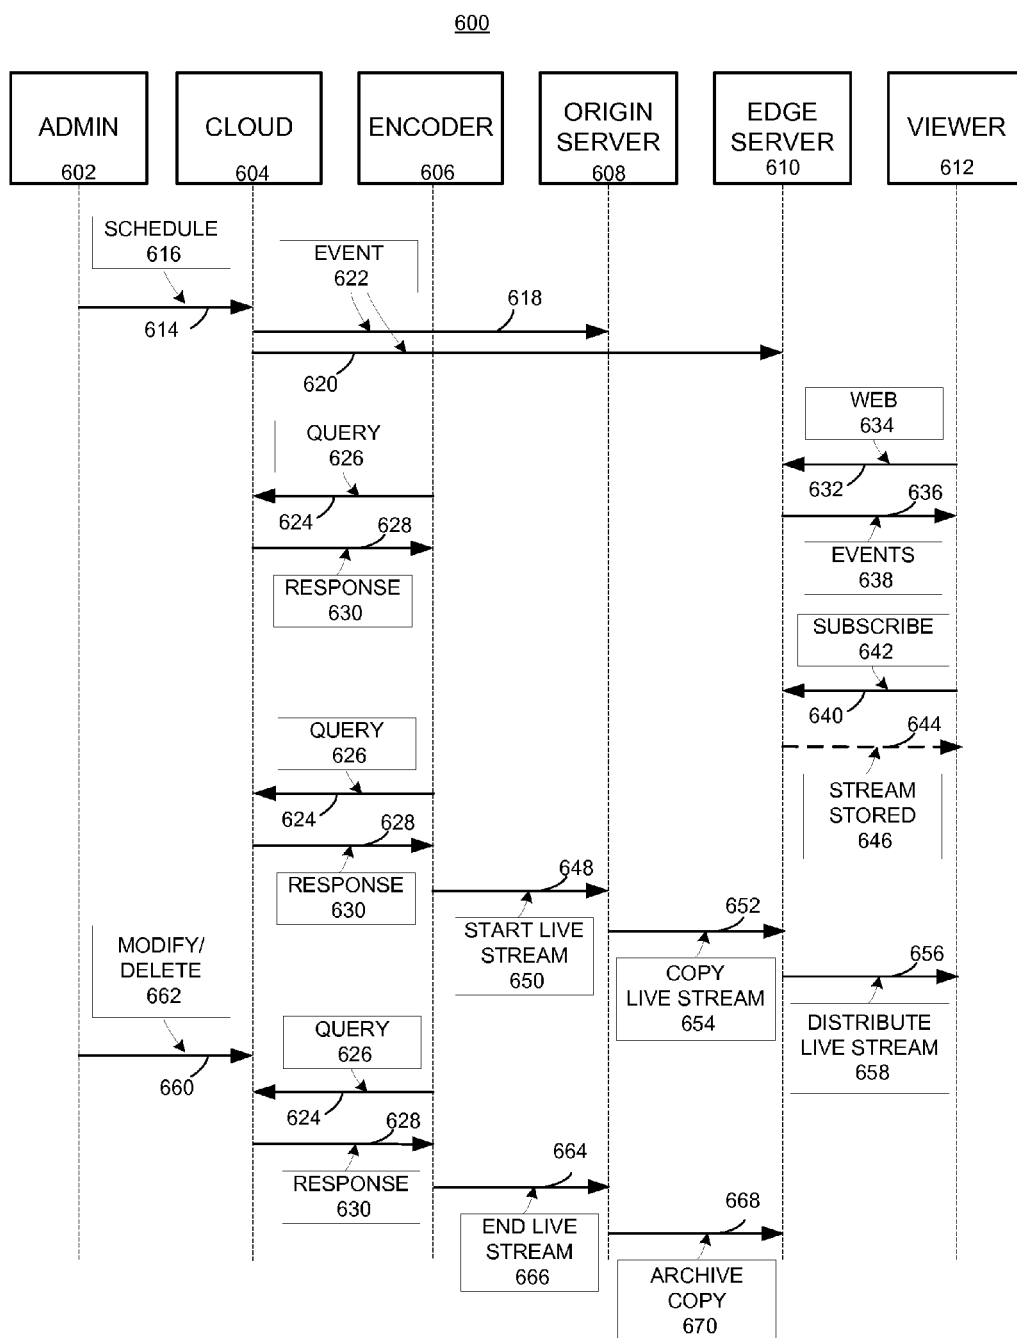 600
ADMIN
602
CLOUD
604
ENCODER
606
ORIGIN
SERVER
608
EDGE
SERVER
610
VIEWER
612
SCHEDULE
616
614
EVENT
622
618
620
WEB
634
632
QUERY
626
624
636
EVENTS
638
628
RESPONSE
630
SUBSCRIBE
642
640
644
STREAM
STORED
646
QUERY
626
624
628
RESPONSE
630
648
START LIVE
STREAM
650
652
COPY
LIVE STREAM
654
656
DISTRIBUTE
LIVE STREAM
658
MODIFY/
DELETE
662
660
QUERY
626
624
628
RESPONSE
630
664
END LIVE
STREAM
666
668
ARCHIVE
COPY
670